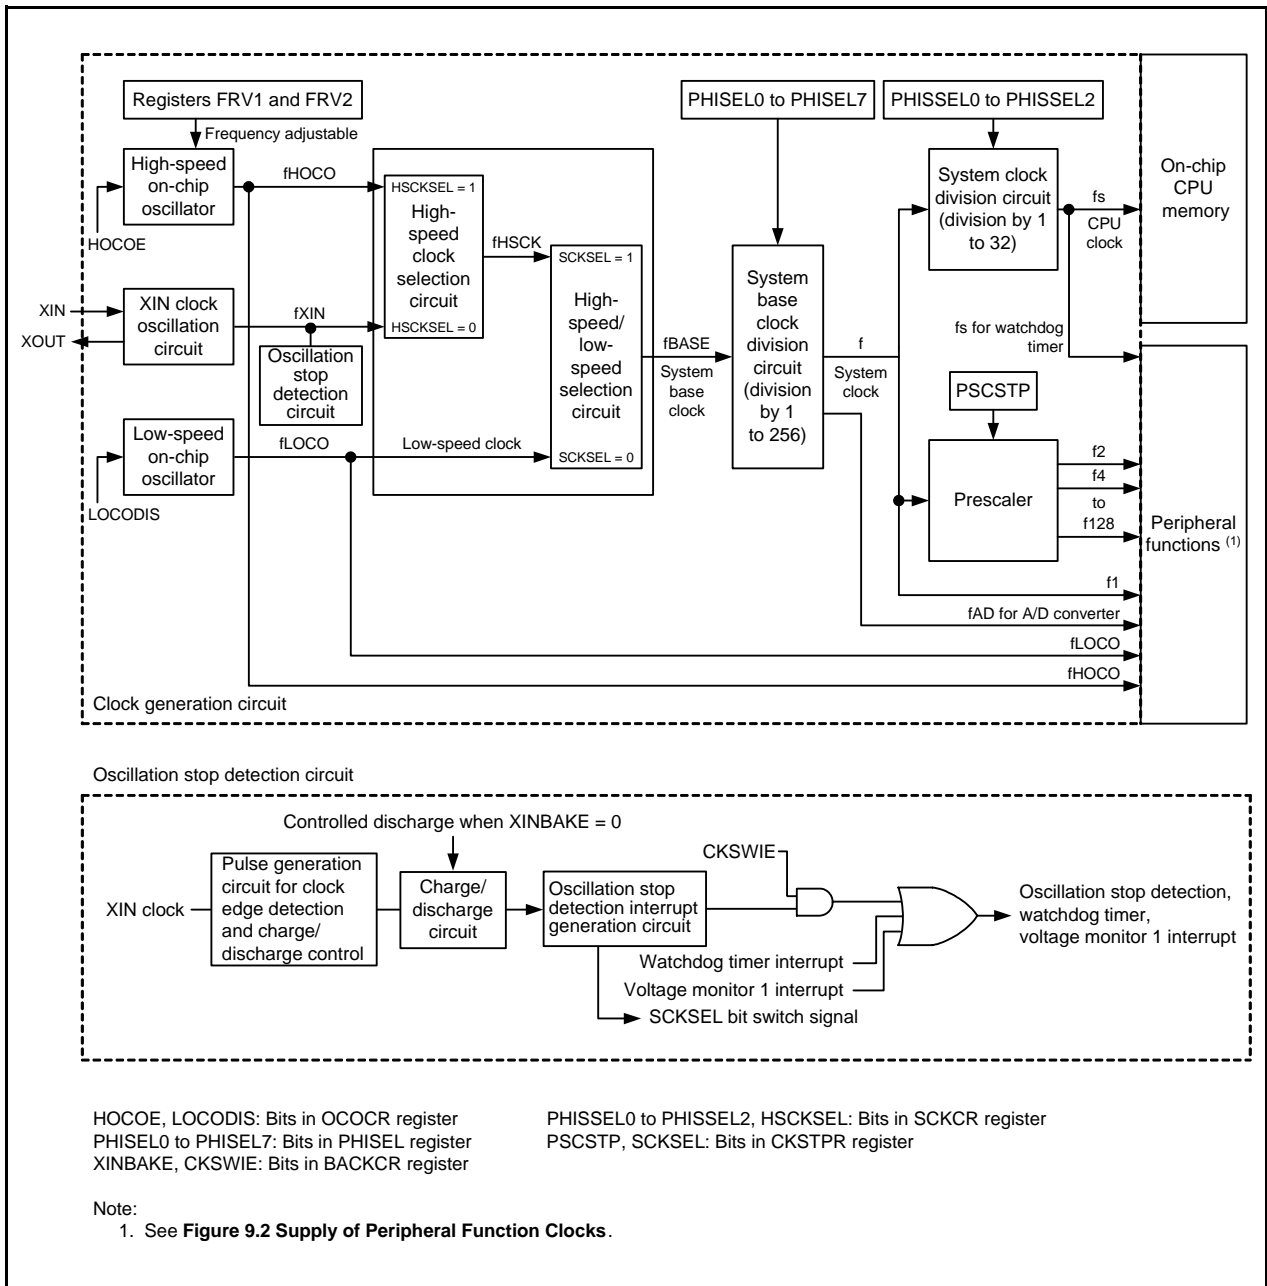 Registers FRV1 and FRV2
PHISEL0 to PHISEL7
PHISSEL0 to PHISSEL2
Frequency adjustable
High-speed
on-chip
oscillator
HOCOE
fHOCO
HSCKSEL = 1
High-
speed
clock
selection
circuit
HSCKSEL = 0
fHSCK
XIN
XOUT
XIN clock
oscillation
circuit
fXIN
Oscillation
stop
detection
circuit
Low-speed
on-chip
oscillator
LOCODIS
fLOCO
Low-speed clock
SCKSEL = 1
High-
speed/
low-
speed
selection
circuit
SCKSEL = 0
fBASE
System
base
clock
System
base
clock
division
circuit
(division
by 1
to 256)
f
System
clock
System clock
division circuit
(division by 1
to 32)
fs
CPU
clock
On-chip
CPU
memory
fs for watchdog
timer
PSCSTP
Prescaler
f2
f4
to
f128
Peripheral
functions (1)
f1
fAD for A/D converter
fLOCO
fHOCO
Clock generation circuit
Oscillation stop detection circuit
Controlled discharge when XINBAKE = 0
XIN clock
Pulse generation
circuit for clock
edge detection
and charge/
discharge control
Charge/
discharge
circuit
Oscillation stop
detection interrupt
generation circuit
CKSWIE
Watchdog timer interrupt
Voltage monitor 1 interrupt
SCKSEL bit switch signal
Oscillation stop detection,
watchdog timer,
voltage monitor 1 interrupt
HOCOE, LOCODIS: Bits in OCOCR register
PHISEL0 to PHISEL7: Bits in PHISEL register
XINBAKE, CKSWIE: Bits in BACKCR register
PHISSEL0 to PHISSEL2, HSCKSEL: Bits in SCKCR register
PSCSTP, SCKSEL: Bits in CKSTPR register
Note:
1. See Figure 9.2 Supply of Peripheral Function Clocks.